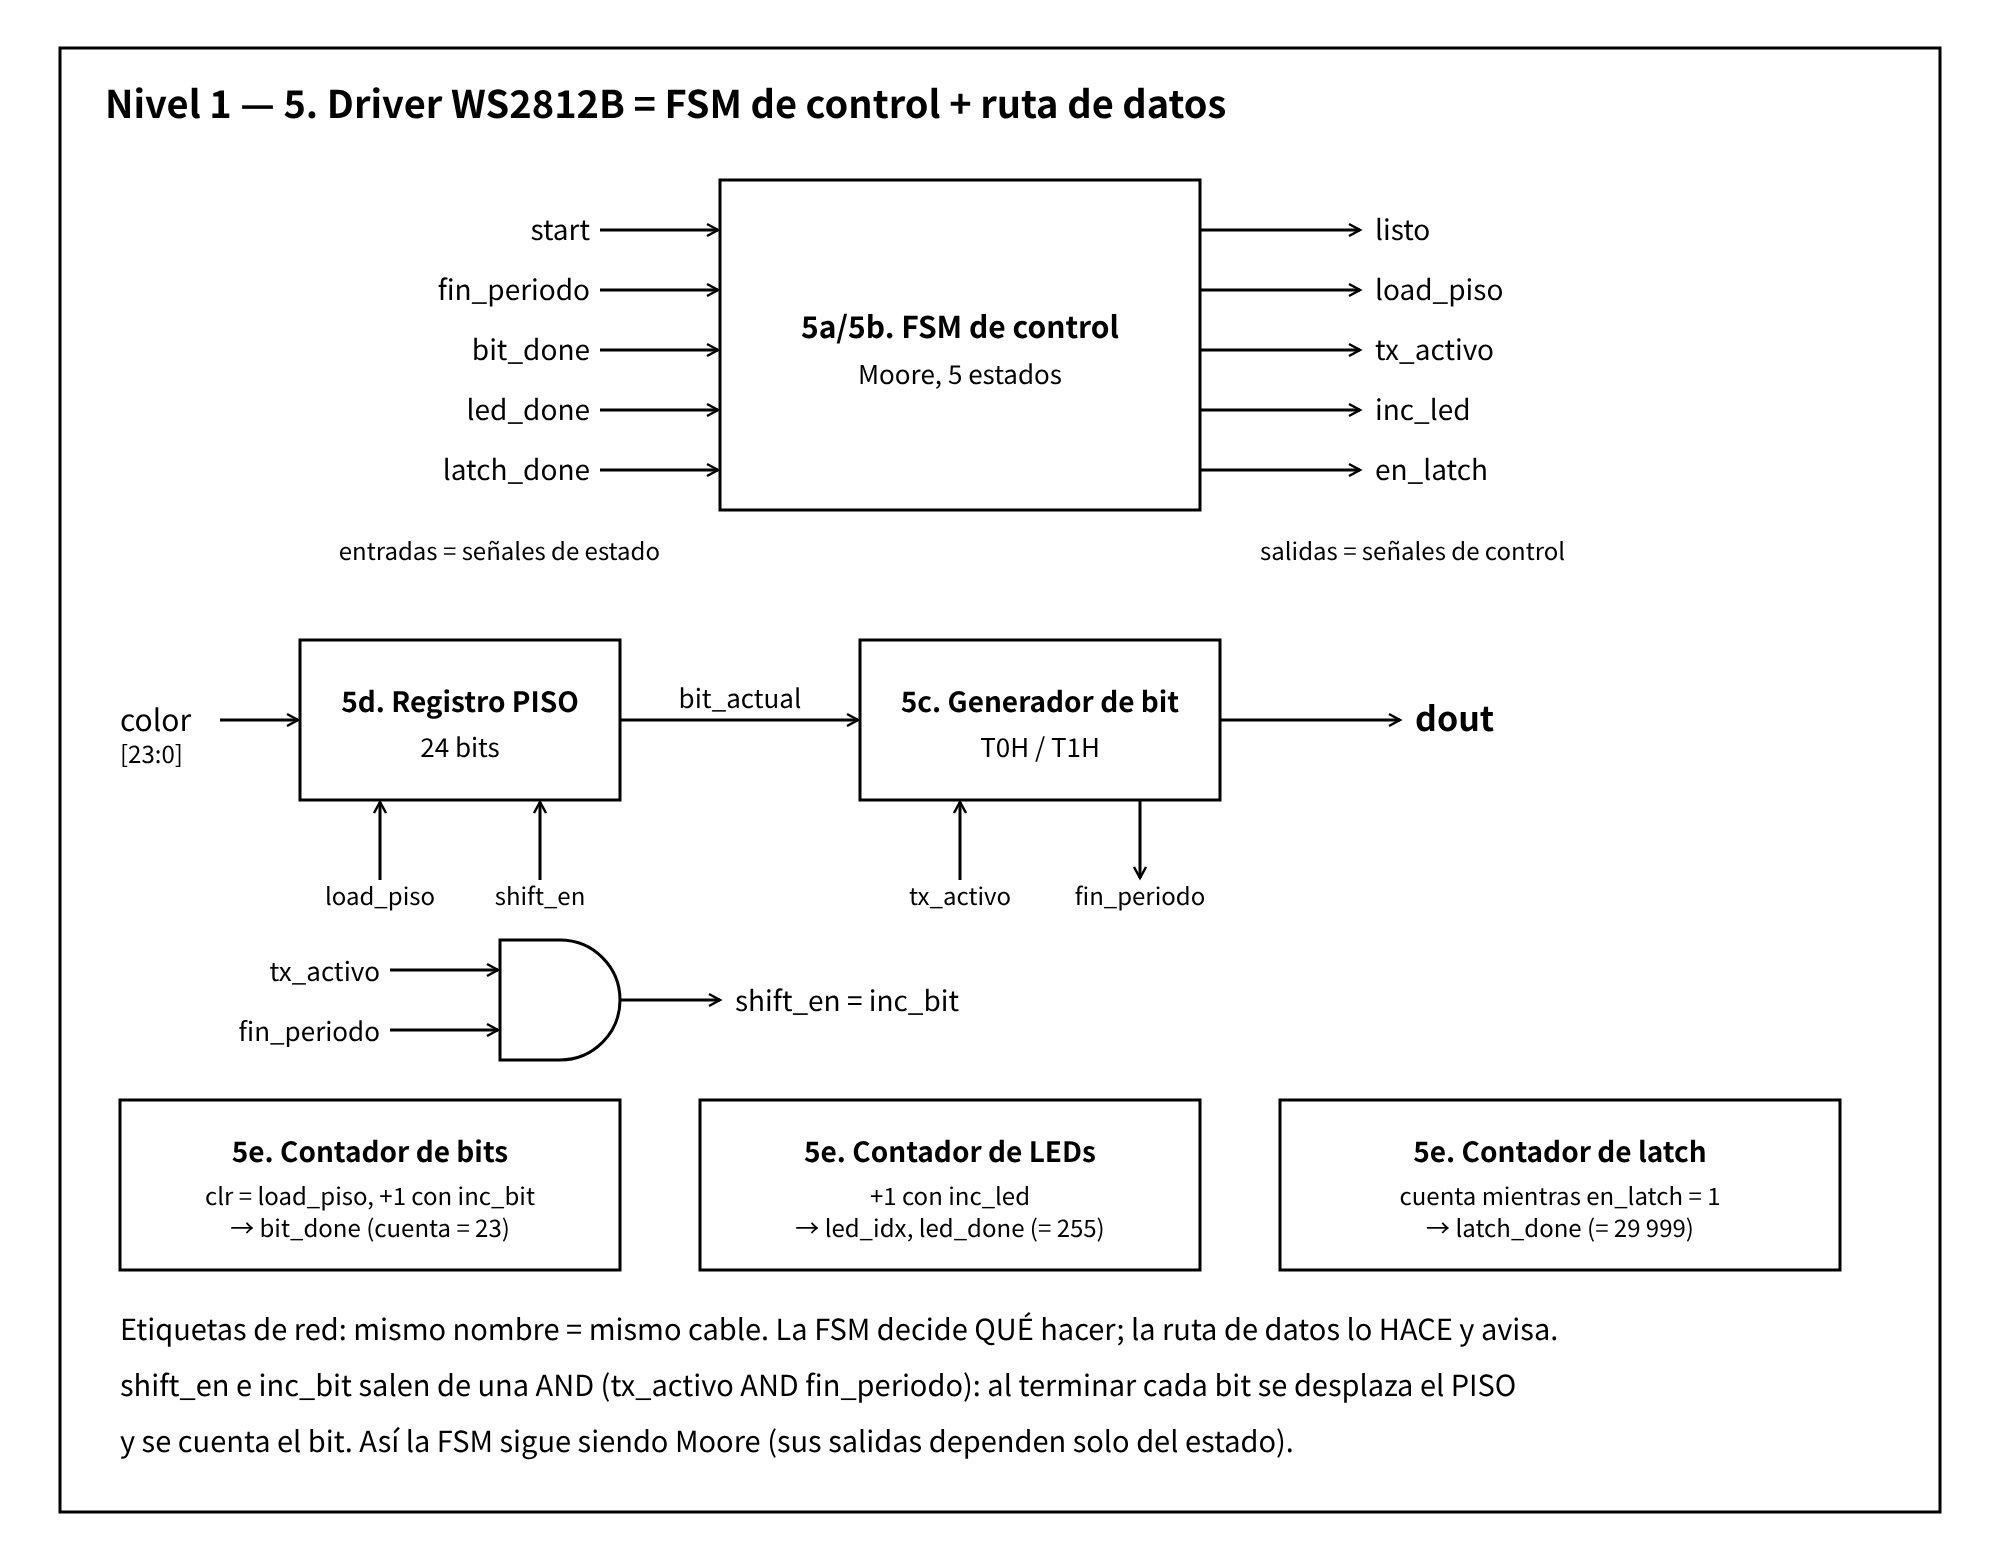 Nivel 1 — 5. Driver WS2812B = FSM de control + ruta de datos
start
fin_periodo
bit_done
led_done
latch_done
5a/5b. FSM de control
Moore, 5 estados
listo
load_piso
tx_activo
inc_led
en_latch
entradas = señales de estado
salidas = señales de control
color
[23:0]
5d. Registro PISO
24 bits
bit_actual
5c. Generador de bit
T0H / T1H
dout
load_piso
shift_en
tx_activo
fin_periodo
tx_activo
fin_periodo
shift_en = inc_bit
5e. Contador de bits
clr = load_piso, +1 con inc_bit
→ bit_done (cuenta = 23)
5e. Contador de LEDs
+1 con inc_led
→ led_idx, led_done (= 255)
5e. Contador de latch
cuenta mientras en_latch = 1
→ latch_done (= 29 999)
Etiquetas de red: mismo nombre = mismo cable. La FSM decide QUÉ hacer; la ruta de datos lo HACE y avisa.
shift_en e inc_bit salen de una AND (tx_activo AND fin_periodo): al terminar cada bit se desplaza el PISO
y se cuenta el bit. Así la FSM sigue siendo Moore (sus salidas dependen solo del estado).